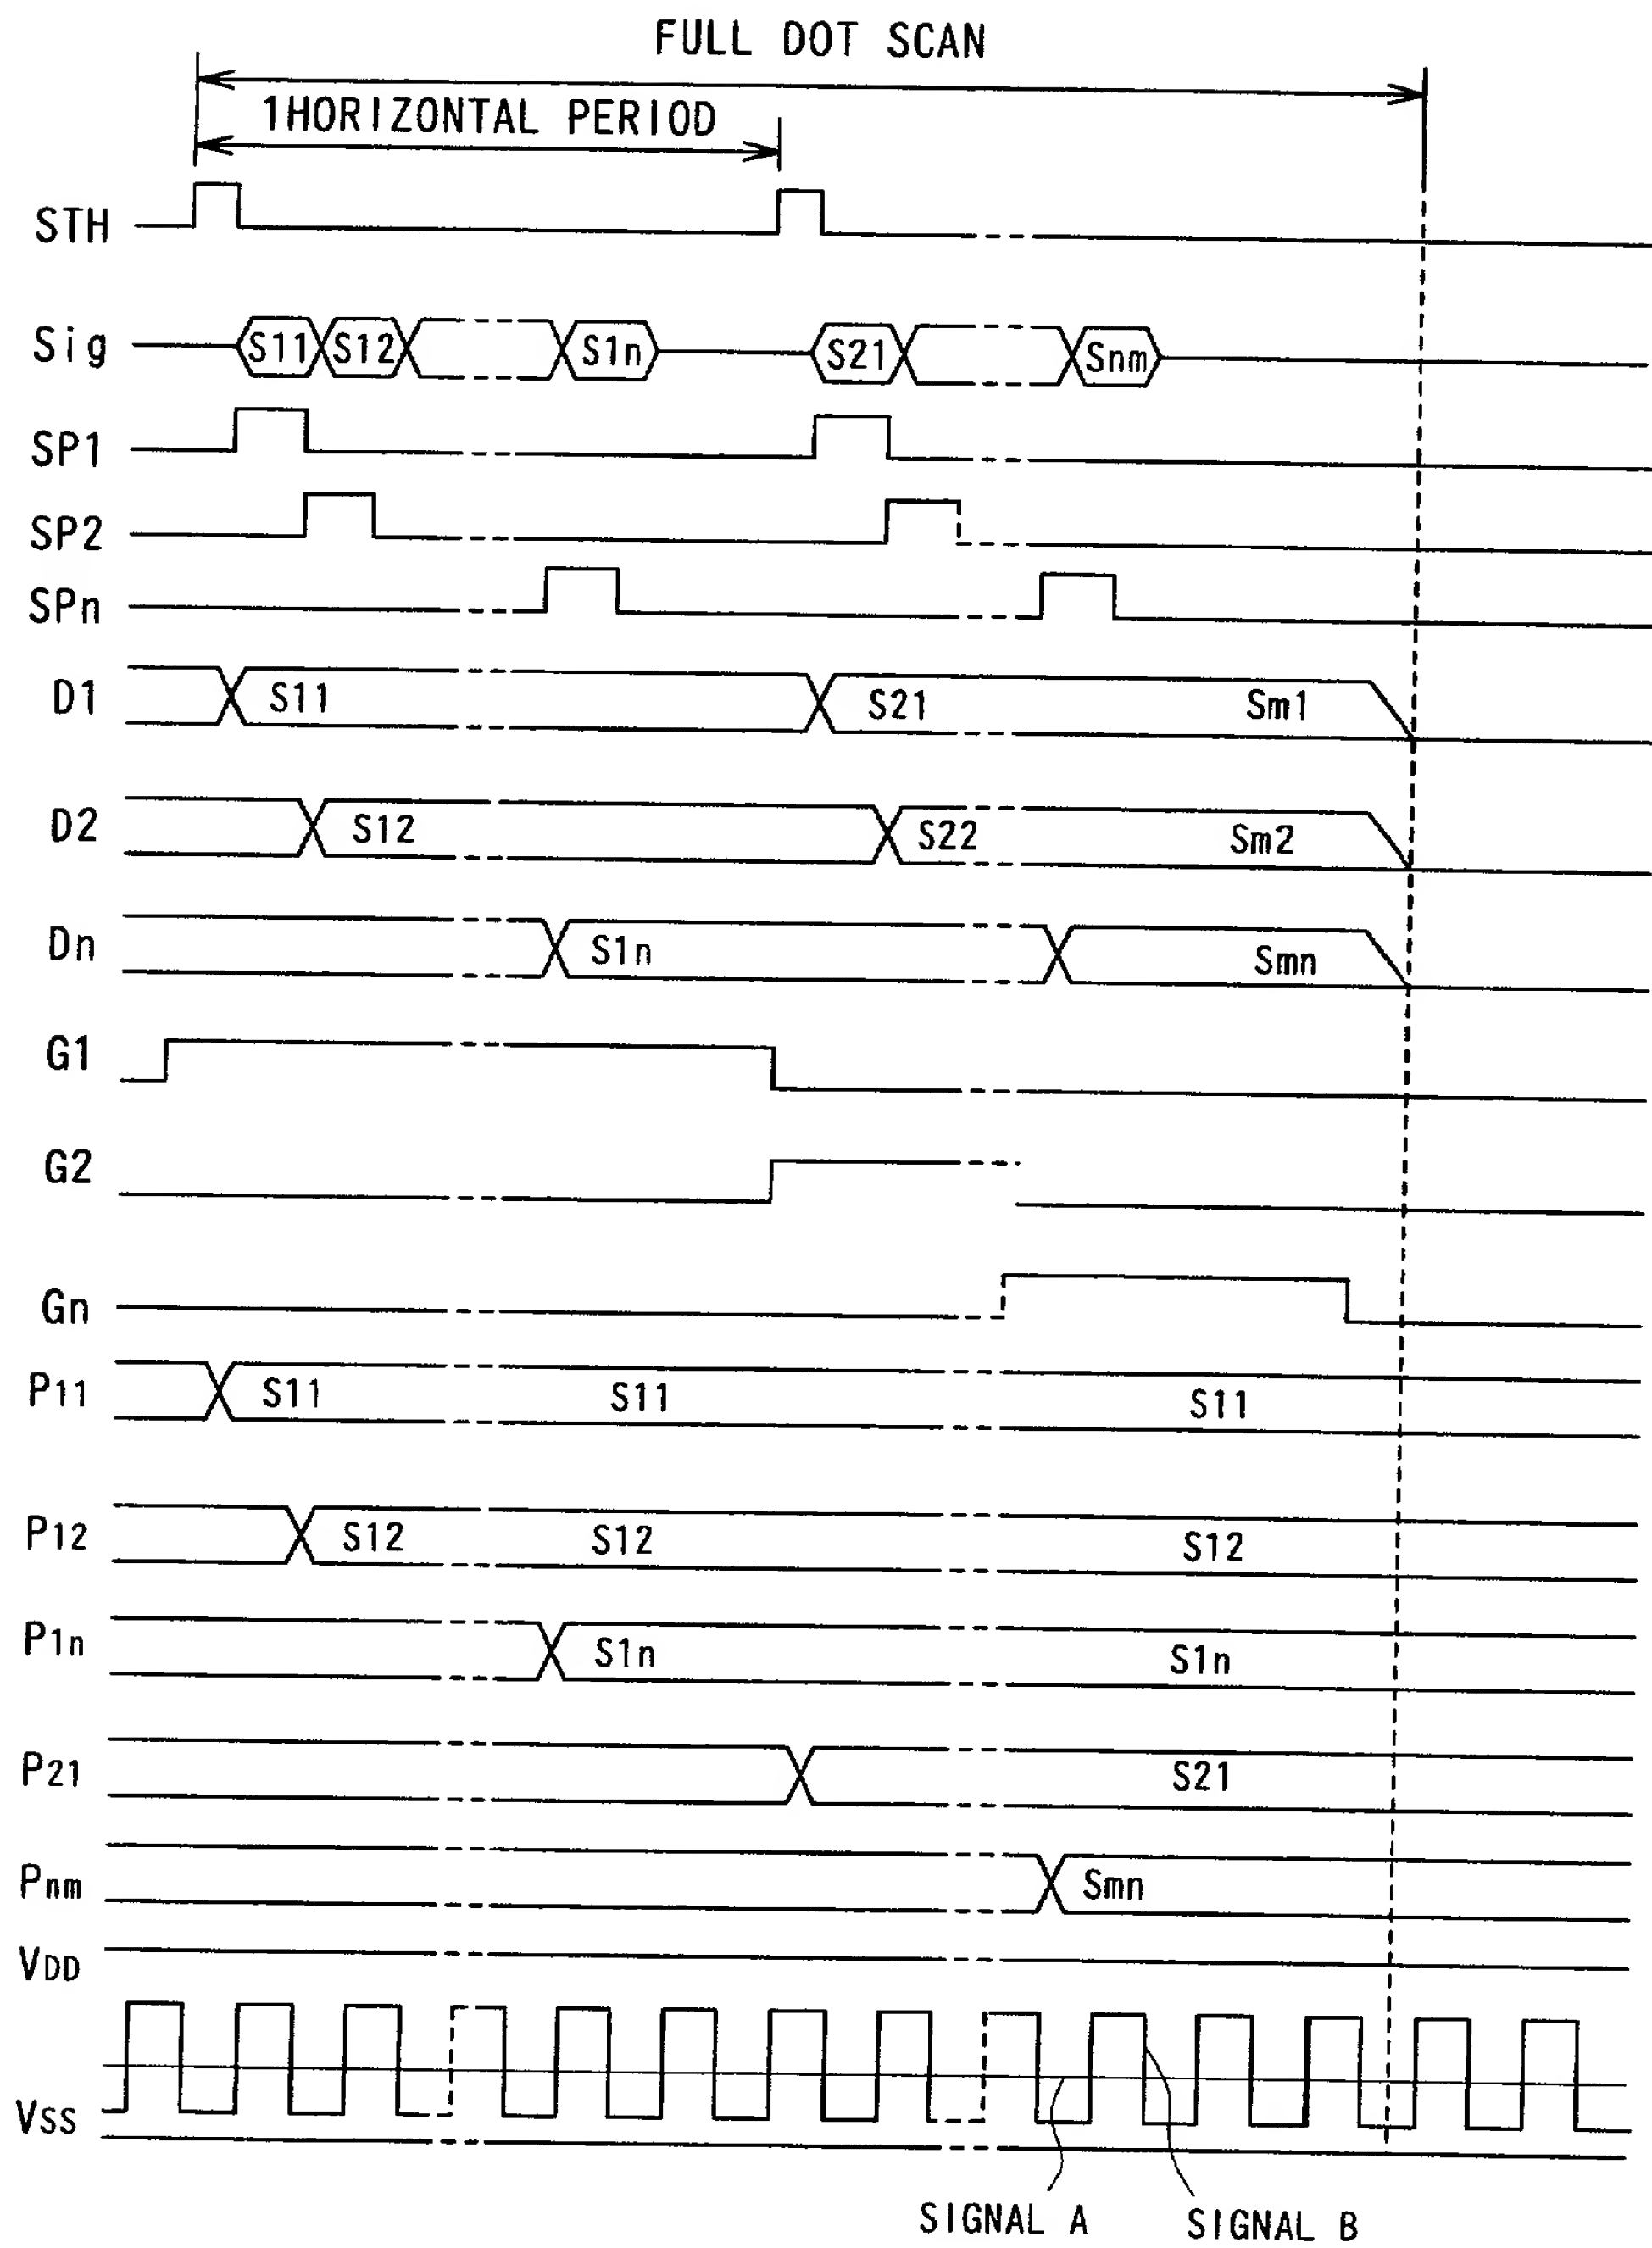 FULL DOT SCAN
1HORIZONTAL PERIOD
STH
Sig S11 S12 S1n S21 Snm
SP1
SP2
SPn
D1 S11 S21 Sm1
D2 S12 S22 Sm2
Dn S1n Smn
G1
G2
Gn
P11 S11 S11 S11
P12 S12 S12 S12
P1n S1n S1n
P21 S21
Pnm Smn
VDD
VSS
SIGNAL A SIGNAL B